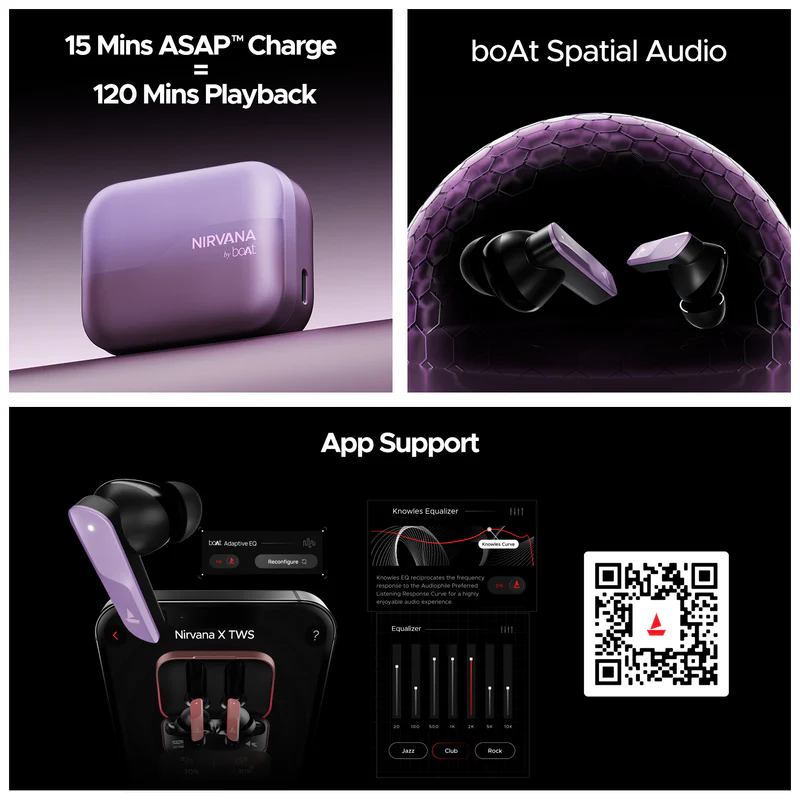 15 Mins ASAP™ Charge
=
120 Mins Playback
NIRVANA
by boAt
boAt Spatial Audio
App Support
boAt Adaptive EQ
Reconfigure
Nirvana X TWS
?
Knowles Equalizer
Knowles Curve
Knowles EQ reciprocates the frequency
response to the Audiophile Preferred
Listening Response Curve for a highly
enjoyable audio experience.
Equalizer
20 100 500 1K 2K 5K 10K
Jazz Club Rock